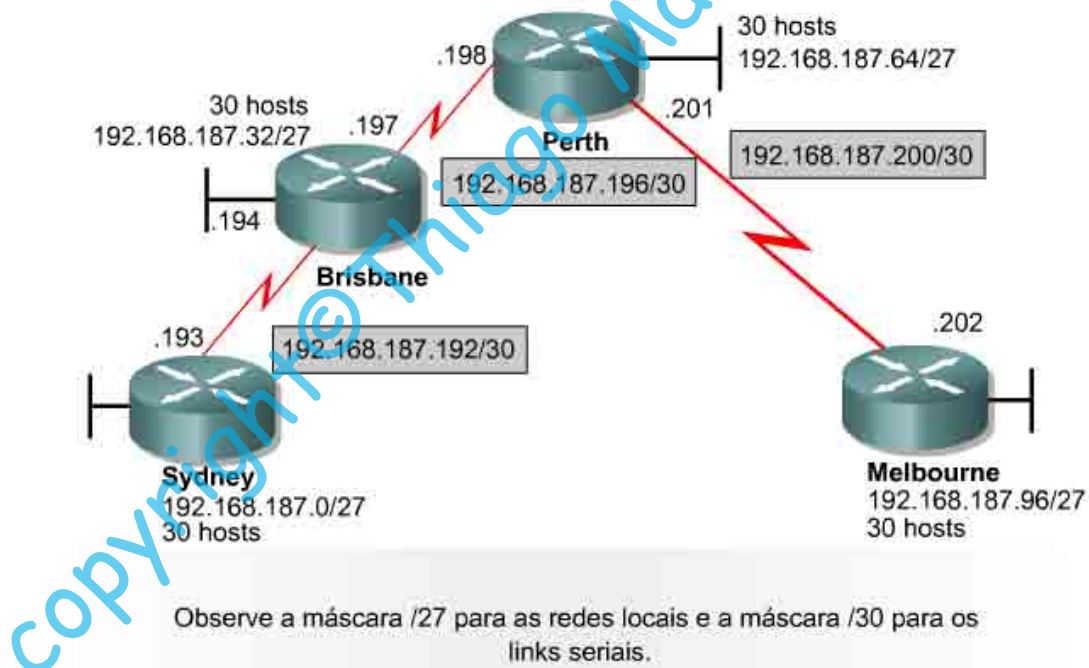 30 hosts
192.168.187.64/27
.198
.201
Perth
30 hosts
192.168.187.32/27
.197
192.168.187.200/30
192.168.187.196/30
.194
Brisbane
.193
192.168.187.192/30
.202
Sydney
192.168.187.0/27
30 hosts
Melbourne
192.168.187.96/27
30 hosts
Observe a máscara /27 para as redes locais e a máscara /30 para os
links seriais.
copyright © Thiago